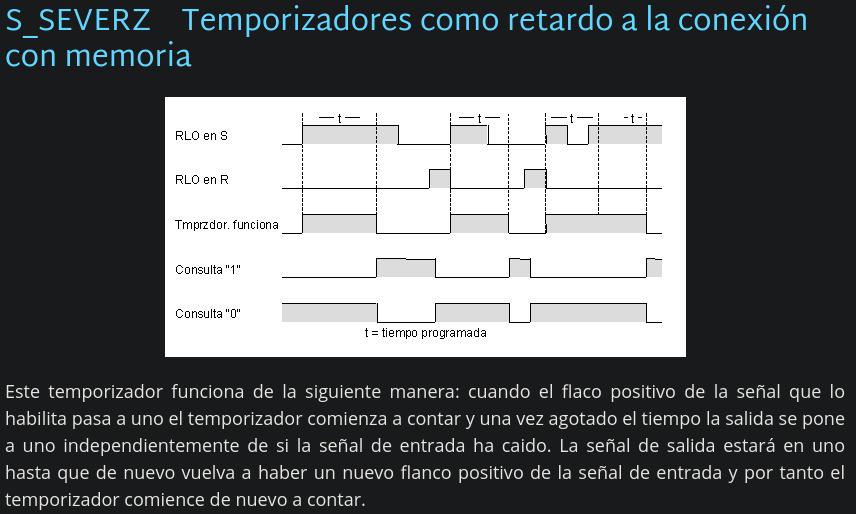 S_SEVERZ Temporizadores como retardo a la conexión
con memoria
t t t t
RLO en S
RLO en R
Tmprzdor. funciona
Consulta "1"
Consulta "0"
t = tiempo programada
Este temporizador funciona de la siguiente manera: cuando el flaco positivo de la señal que lo
habilita pasa a uno el temporizador comienza a contar y una vez agotado el tiempo la salida se pone
a uno independientemente de si la señal de entrada ha caido. La señal de salida estará en uno
hasta que de nuevo vuelva a haber un nuevo flanco positivo de la señal de entrada y por tanto el
temporizador comience de nuevo a contar.